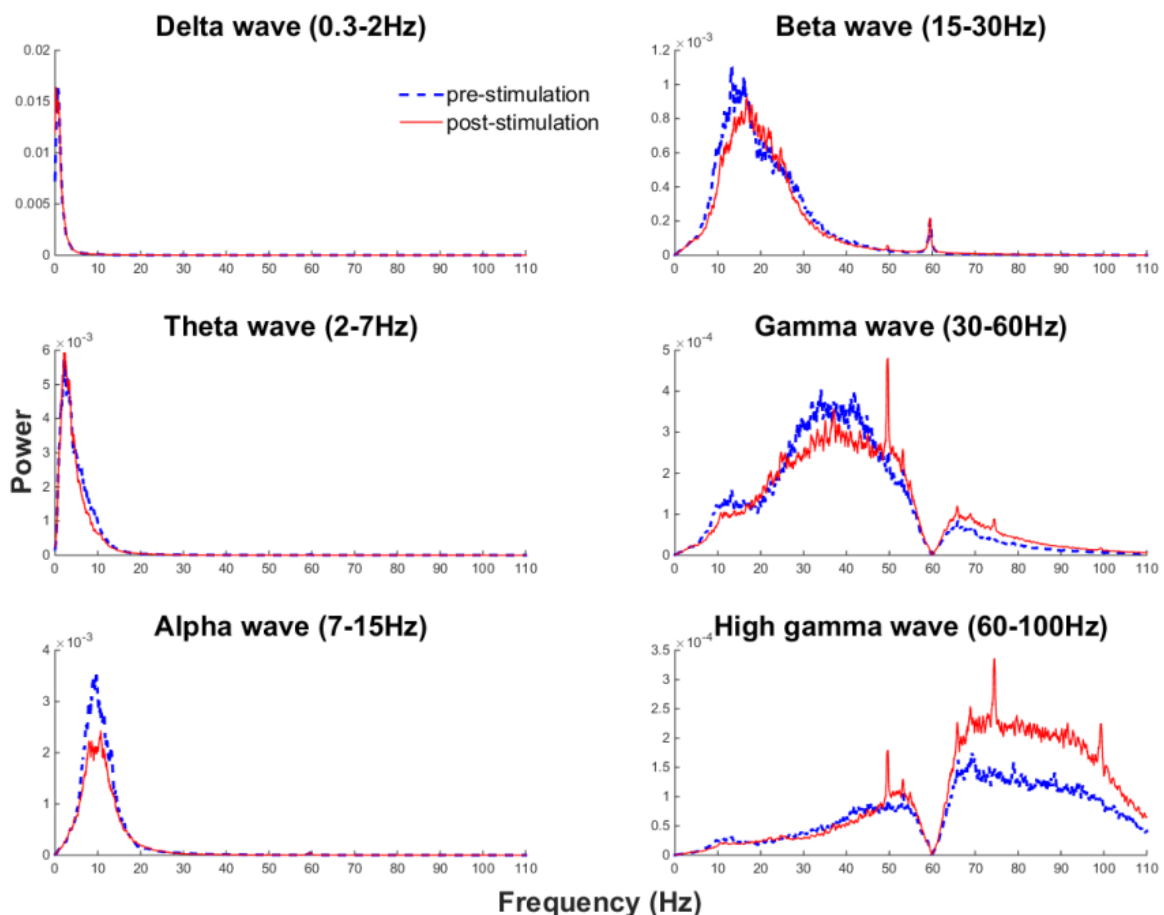 Delta wave (0.3-2Hz)
0.02
0.015
0.01
0.005
0
0 10 20 30 40 50 60 70 80 90 100 110
pre-stimulation
post-stimulation
Beta wave (15-30Hz)
×10-3
1.2
1
0.8
0.6
0.4
0.2
0
0 10 20 30 40 50 60 70 80 90 100 110
Theta wave (2-7Hz)
×10-3
6
5
4
3
2
1
0
0 10 20 30 40 50 60 70 80 90 100 110
Gamma wave (30-60Hz)
×10-4
5
4
3
2
1
0
0 10 20 30 40 50 60 70 80 90 100 110
Power
Alpha wave (7-15Hz)
×10-3
4
3
2
1
0
0 10 20 30 40 50 60 70 80 90 100 110
High gamma wave (60-100Hz)
×10-4
3.5
3
2.5
2
1.5
1
0.5
0
0 10 20 30 40 50 60 70 80 90 100 110
Frequency (Hz)